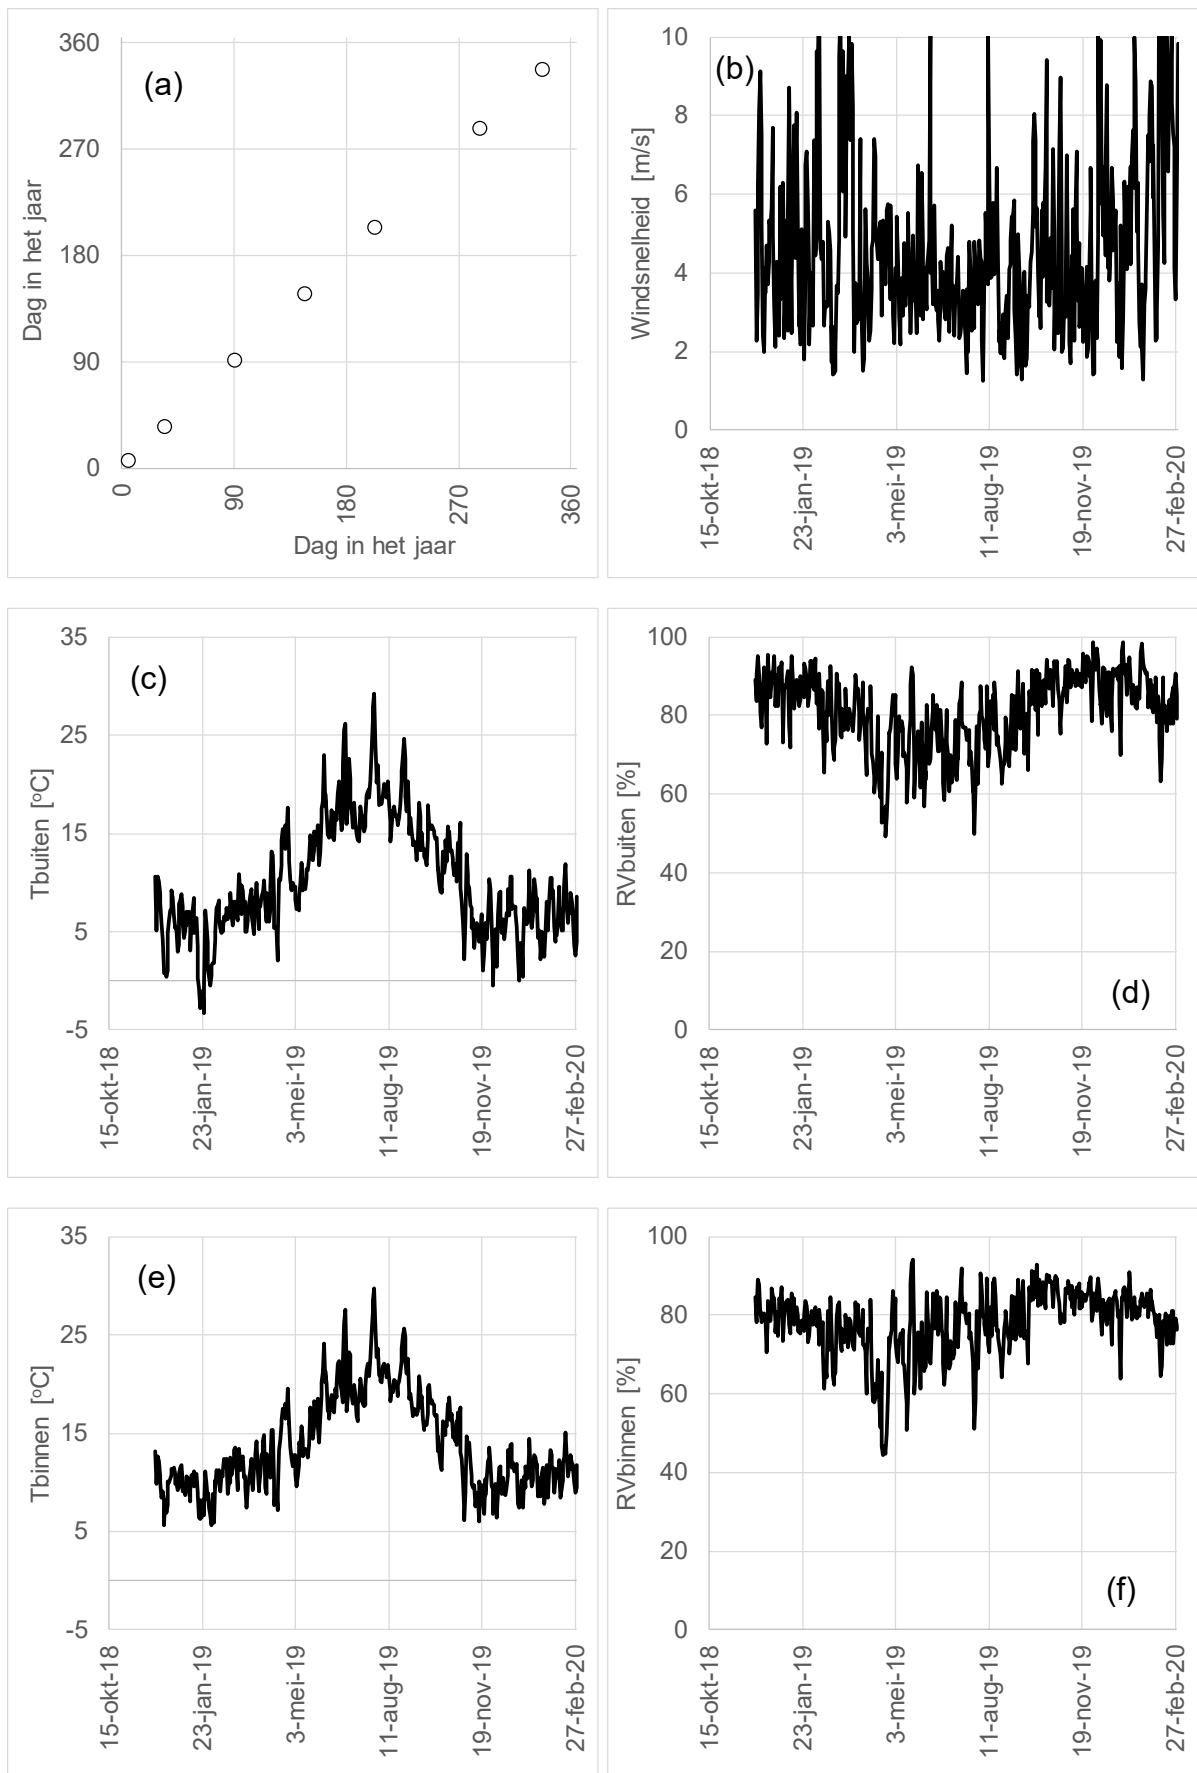 (a)
360
270
180
90
0
Dag in het jaar
0
90
180
270
360
Dag in het jaar
(b)
10
8
6
4
2
0
Windsnelheid [m/s]
15-okt-18
23-jan-19
3-mei-19
11-aug-19
19-nov-19
27-feb-20
(c)
35
25
15
5
-5
Tbuiten [oC]
15-okt-18
23-jan-19
3-mei-19
11-aug-19
19-nov-19
27-feb-20
100
80
60
40
20
0
RVbuiten [%]
(d)
15-okt-18
23-jan-19
3-mei-19
11-aug-19
19-nov-19
27-feb-20
(e)
35
25
15
5
-5
Tbinnen [oC]
15-okt-18
23-jan-19
3-mei-19
11-aug-19
19-nov-19
27-feb-20
100
80
60
40
20
0
RVbinnen [%]
(f)
15-okt-18
23-jan-19
3-mei-19
11-aug-19
19-nov-19
27-feb-20